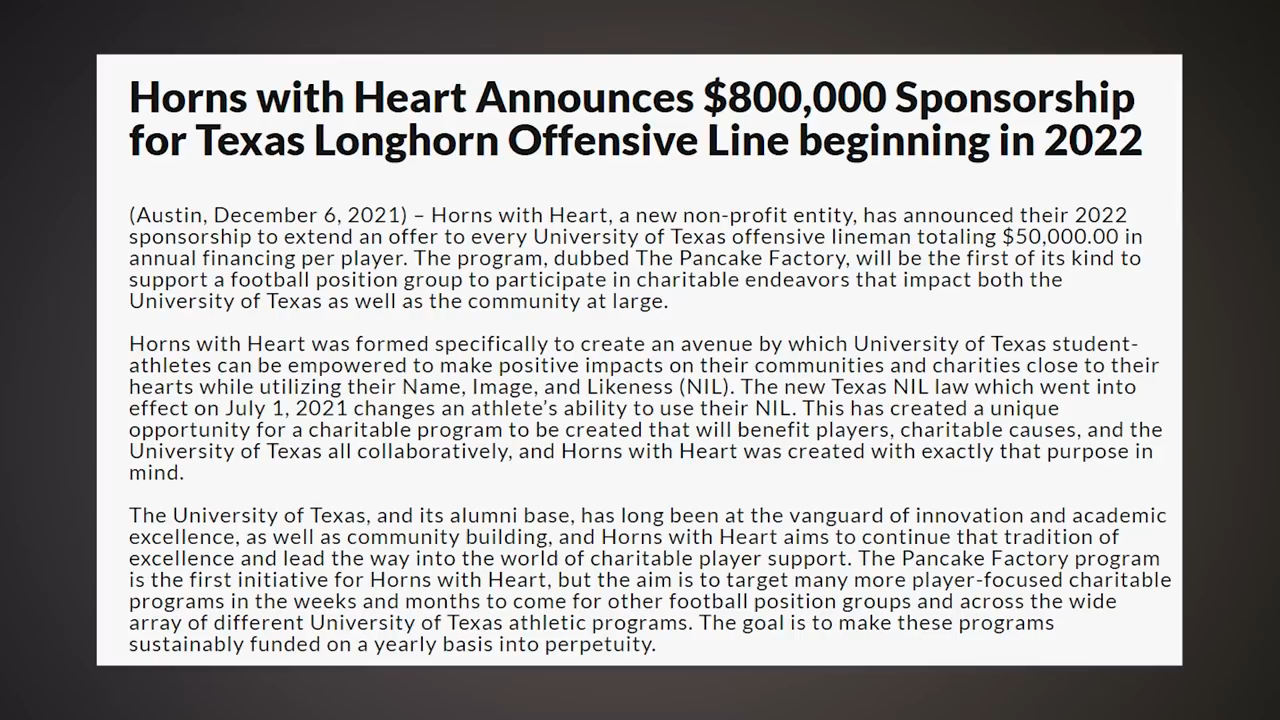 Horns with Heart Announces $800,000 Sponsorship
for Texas Longhorn Offensive Line beginning in 2022
(Austin, December 6, 2021) – Horns with Heart, a new non-profit entity, has announced their 2022
sponsorship to extend an offer to every University of Texas offensive lineman totaling $50,000.00 in
annual financing per player. The program, dubbed The Pancake Factory, will be the first of its kind to
support a football position group to participate in charitable endeavors that impact both the
University of Texas as well as the community at large.
Horns with Heart was formed specifically to create an avenue by which University of Texas student-
athletes can be empowered to make positive impacts on their communities and charities close to their
hearts while utilizing their Name, Image, and Likeness (NIL). The new Texas NIL law which went into
effect on July 1, 2021 changes an athlete's ability to use their NIL. This has created a unique
opportunity for a charitable program to be created that will benefit players, charitable causes, and the
University of Texas all collaboratively, and Horns with Heart was created with exactly that purpose in
mind.
The University of Texas, and its alumni base, has long been at the vanguard of innovation and academic
excellence, as well as community building, and Horns with Heart aims to continue that tradition of
excellence and lead the way into the world of charitable player support. The Pancake Factory program
is the first initiative for Horns with Heart, but the aim is to target many more player-focused charitable
programs in the weeks and months to come for other football position groups and across the wide
array of different University of Texas athletic programs. The goal is to make these programs
sustainably funded on a yearly basis into perpetuity.